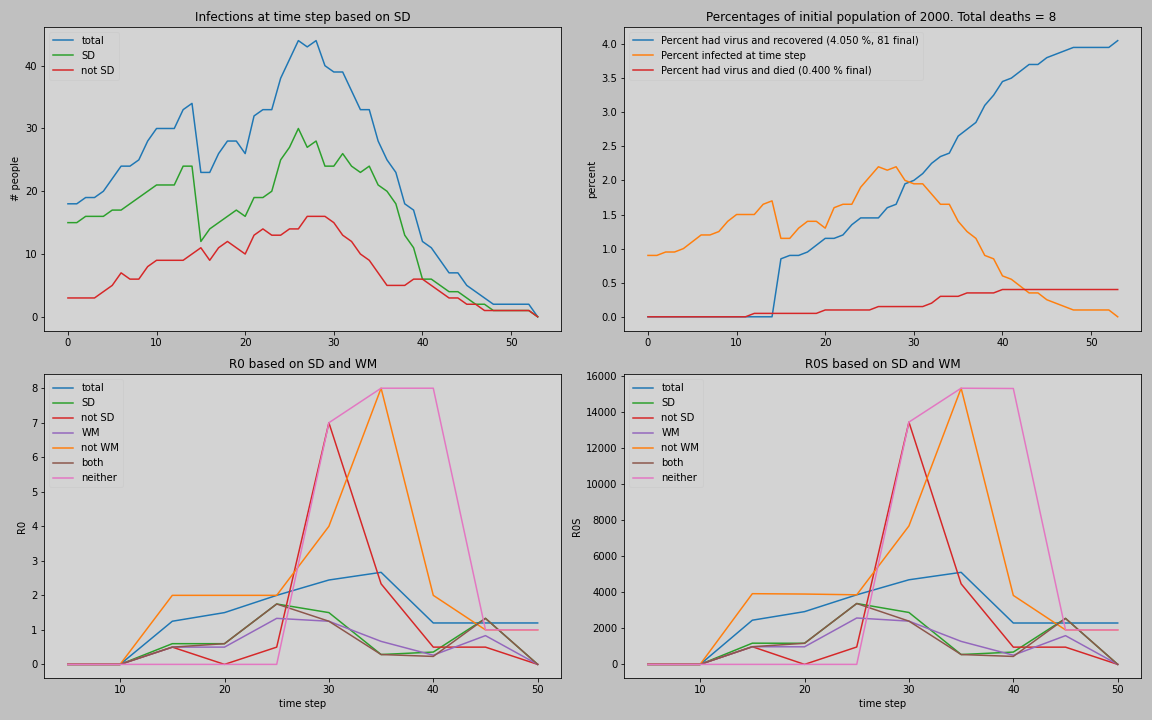 Infections at time step based on SD
total
SD
not SD
# people
40
30
20
10
0
0 10 20 30 40 50
Percentages of initial population of 2000. Total deaths = 8
Percent had virus and recovered (4.050 %, 81 final)
Percent infected at time step
Percent had virus and died (0.400 % final)
percent
4.0
3.5
3.0
2.5
2.0
1.5
1.0
0.5
0.0
0 10 20 30 40 50
R0 based on SD and WM
total
SD
not SD
WM
not WM
both
neither
R0
8
7
6
5
4
3
2
1
0
10 20 30 40 50
time step
R0S based on SD and WM
total
SD
not SD
WM
not WM
both
neither
R0S
16000
14000
12000
10000
8000
6000
4000
2000
0
10 20 30 40 50
time step